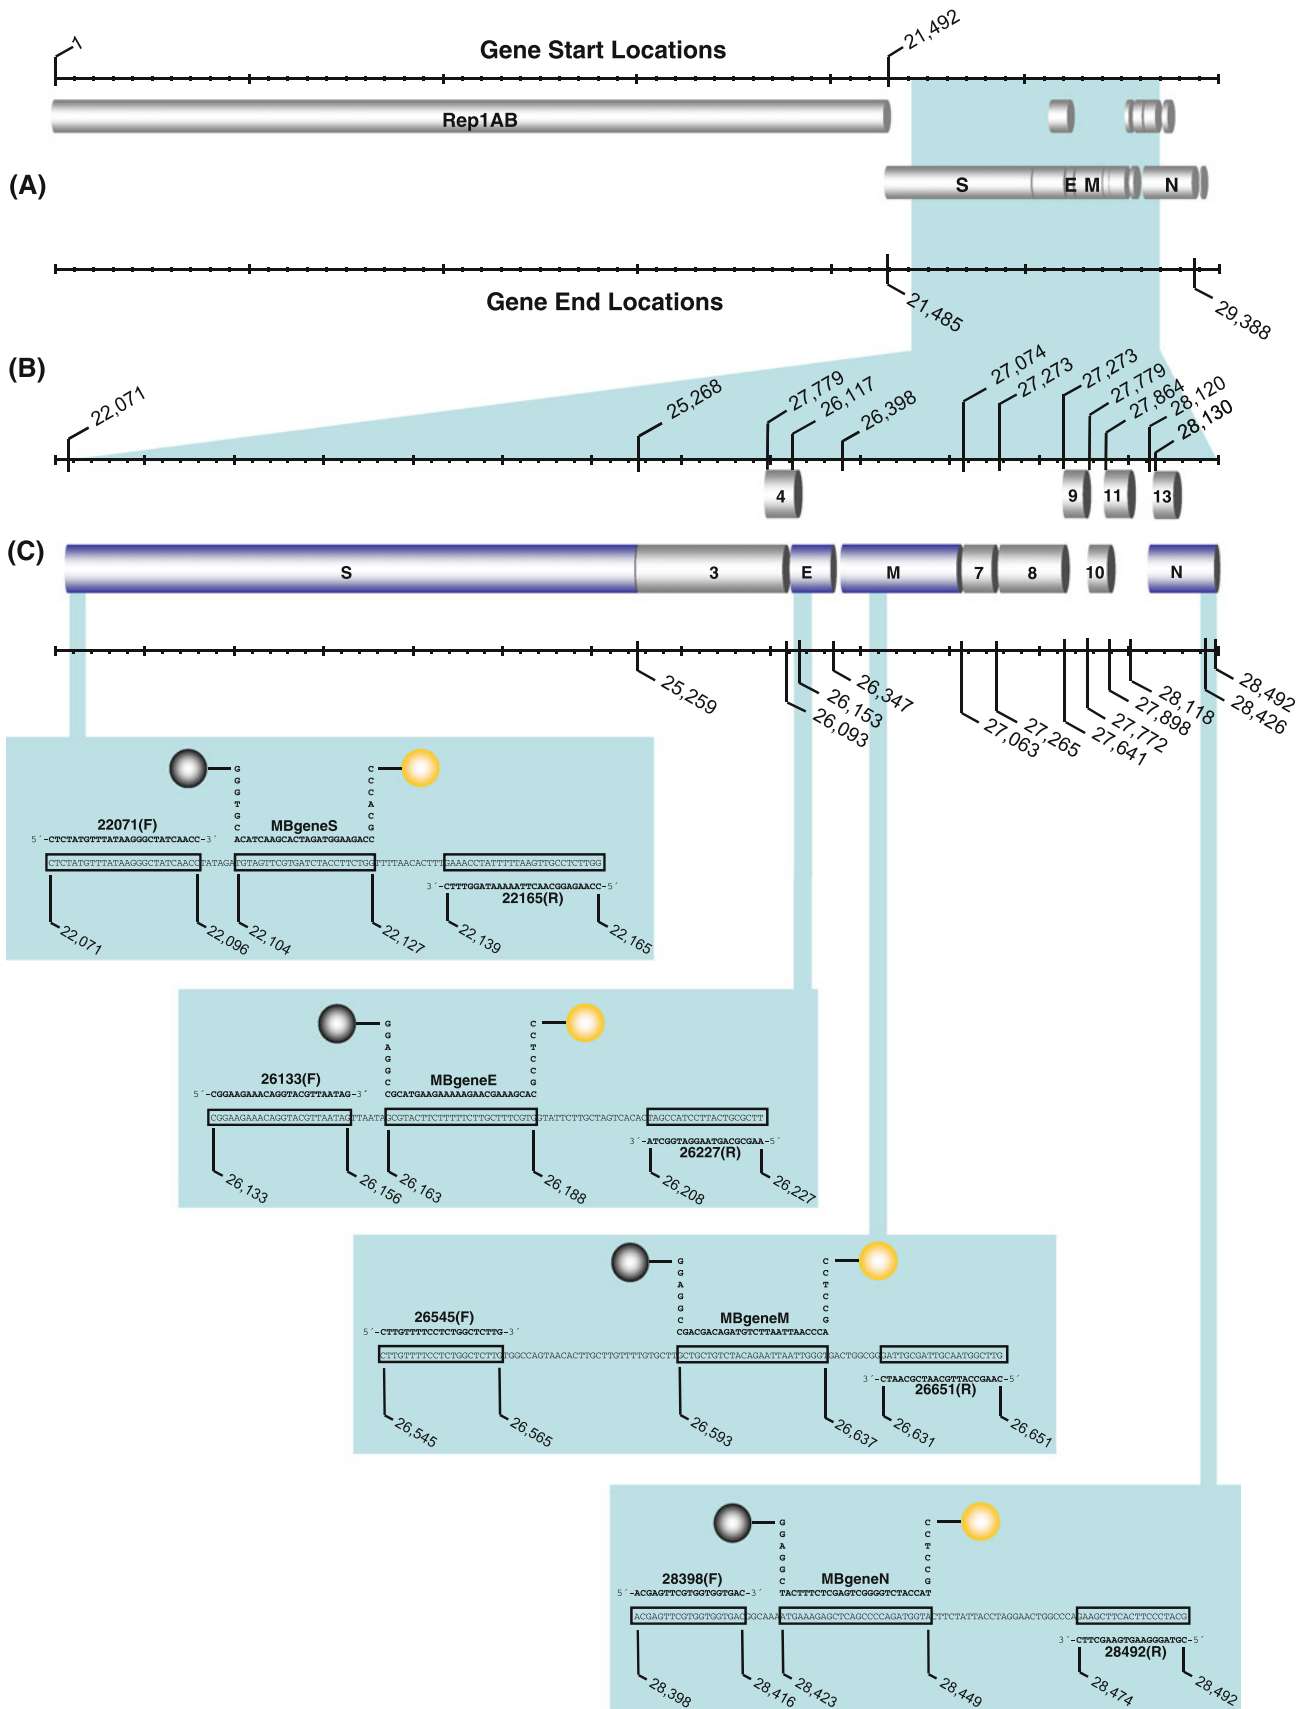 1
Gene Start Locations
21,492
Rep1AB
(A)
S E M N
Gene End Locations
21,485
29,388
(B)
22,071
25,268
27,779
26,117
26,398
27,074
27,273
27,273
27,779
27,864
28,120
28,130
4 9 11 13
(C)
S 3 E M 7 8 10 N
25,259
26,093
26,153
26,347
27,063
27,265
27,641
27,772
27,898
28,118
28,426
28,492
G C
G C
G C
T A
G C
C G
22071(F) MBgeneS
5´-CTCTATGTTTATAAGGGCTATCAACC-3´ ACATCAAGCACTAGATGGAAGACC
CTCTATGTTTATAAGGGCTATCAACCTATAGATGTAGTTCGTGATCTACCTTCTGGTTTTAACACTTTGAAACCTATTTTTAAGTTGCCTCTTGG
3´-CTTTGGATAAAAATTCAACGGAGAACC-5´
22165(R)
22,071 22,096 22,104 22,127 22,139 22,165
G C
G C
A T
G C
G C
C G
26133(F) MBgeneE
5´-CGGAAGAAACAGGTACGTTAATAG-3´ CGCATGAAGAAAAAGAACGAAAGCAC
CGGAAGAAACAGGTACGTTAATAGTTAATAGCGTACTTCTTTTTCTTGCTTTCGTGGTATTCTTGCTAGTCACACTAGCCATCCTTACTGCGCTT
3´-ATCGGTAGGAATGACGCGAA-5´
26227(R)
26,133 26,156 26,163 26,188 26,208 26,227
G C
G C
A T
G C
G C
C G
26545(F) MBgeneM
5´-CTTGTTTTCCTCTGGCTCTTG-3´ CGACGACAGATGTCTTAATTAACCCA
CTTGTTTTCCTCTGGCTCTTGTGGCCAGTAACACTTGCTTGTTTTGTGCTTGCTGCTGTCTACAGAATTAATTGGGTGACTGGCGGGATTGCGATTGCAATGGCTTG
3´-CTAACGCTAACGTTACCGAAC-5´
26651(R)
26,545 26,565 26,593 26,637 26,631 26,651
G C
G C
A T
G C
G C
C G
28398(F) MBgeneN
5´-ACGAGTTCGTGGTGGTGAC-3´ TACTTTCTCGAGTCGGGGTCTACCAT
ACGAGTTCGTGGTGGTGACGGCAAAATGAAAGAGCTCAGCCCCAGATGGTACTTCTATTACCTAGGAACTGGCCCAGAAGCTTCACTTCCCTACG
3´-CTTCGAAGTGAAGGGATGC-5´
28492(R)
28,398 28,416 28,423 28,449 28,474 28,492